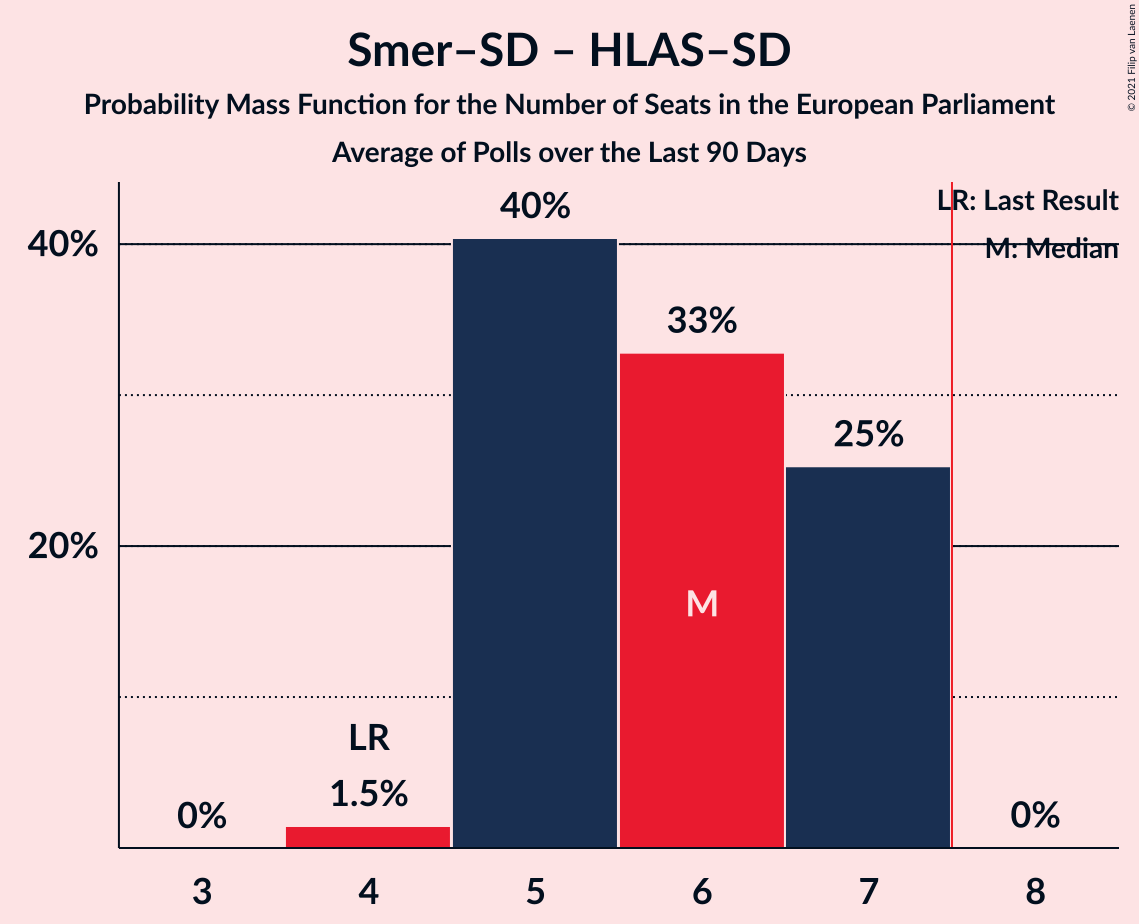 Smer–SD – HLAS–SD
Probability Mass Function for the Number of Seats in the European Parliament
Average of Polls over the Last 90 Days
© 2021 Filip van Laenen
LR: Last Result
M: Median
40%
20%
0%
LR
1.5%
40%
33%
M
25%
0%
3 4 5 6 7 8